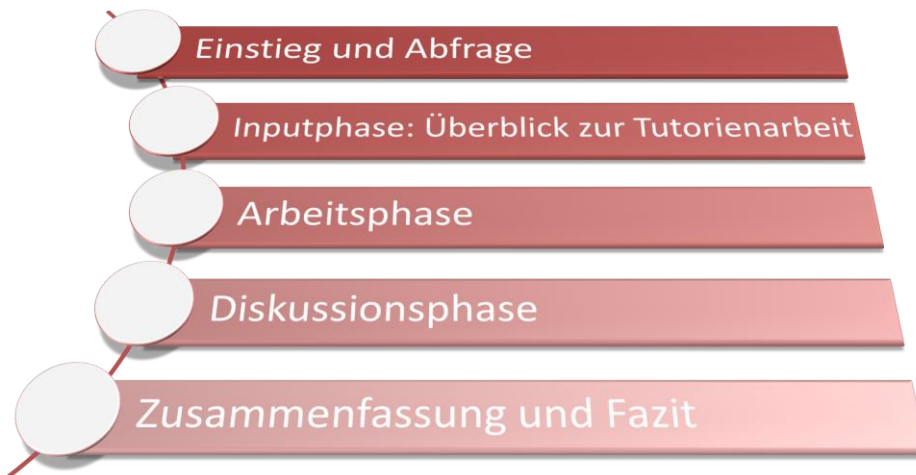 Einstieg und Abfrage
Inputphase: Überblick zur Tutorienarbeit
Arbeitsphase
Diskussionsphase
Zusammenfassung und Fazit